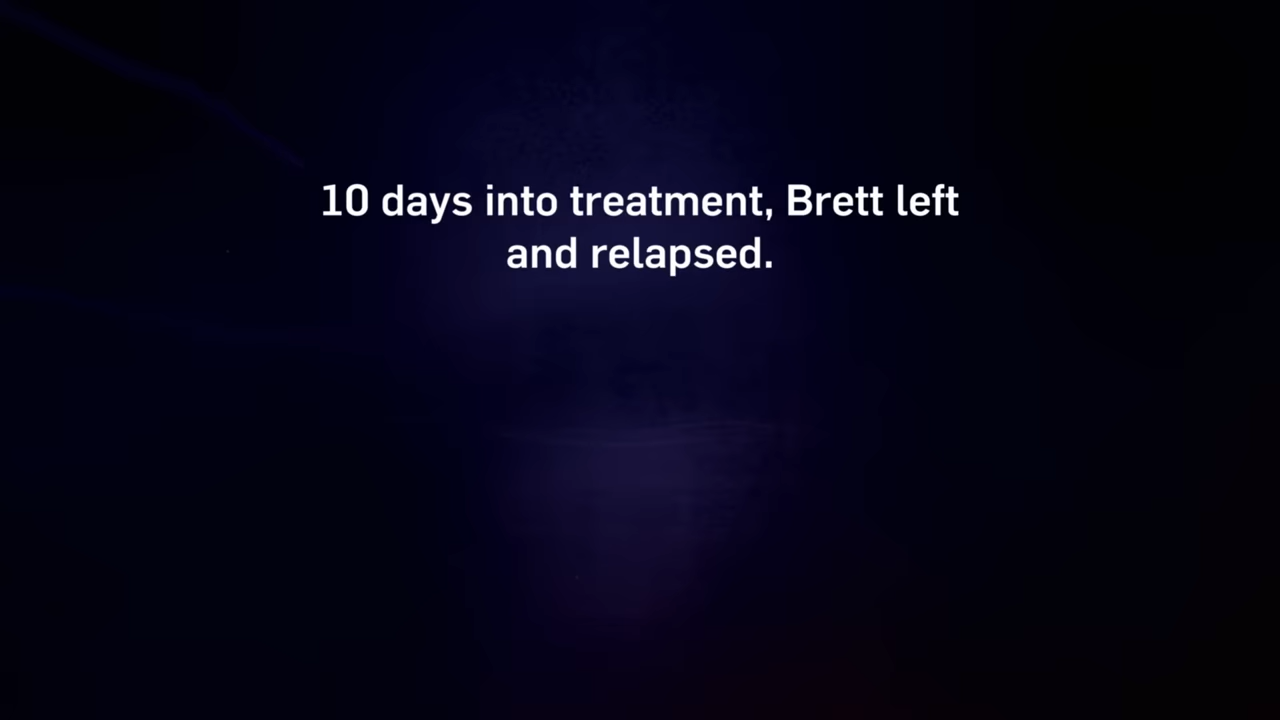 10 days into treatment, Brett left
and relapsed.